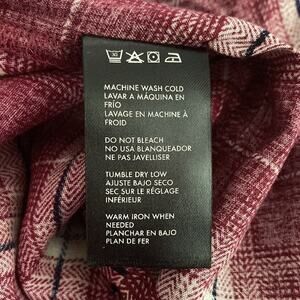 MACHINE WASH COLD
LAVAR A MÁQUINA EN
FRÍO
LAVAGE EN MACHINE À
FROID
DO NOT BLEACH
NO USA BLANQUEADOR
NE PAS JAVELLISER
TUMBLE DRY LOW
AJUSTE BAJO SECO
SEC SUR LE RÉGLAGE
INFÉRIEUR
WARM IRON WHEN
NEEDED
PLANCHAR EN BAJO
PLAN DE FER